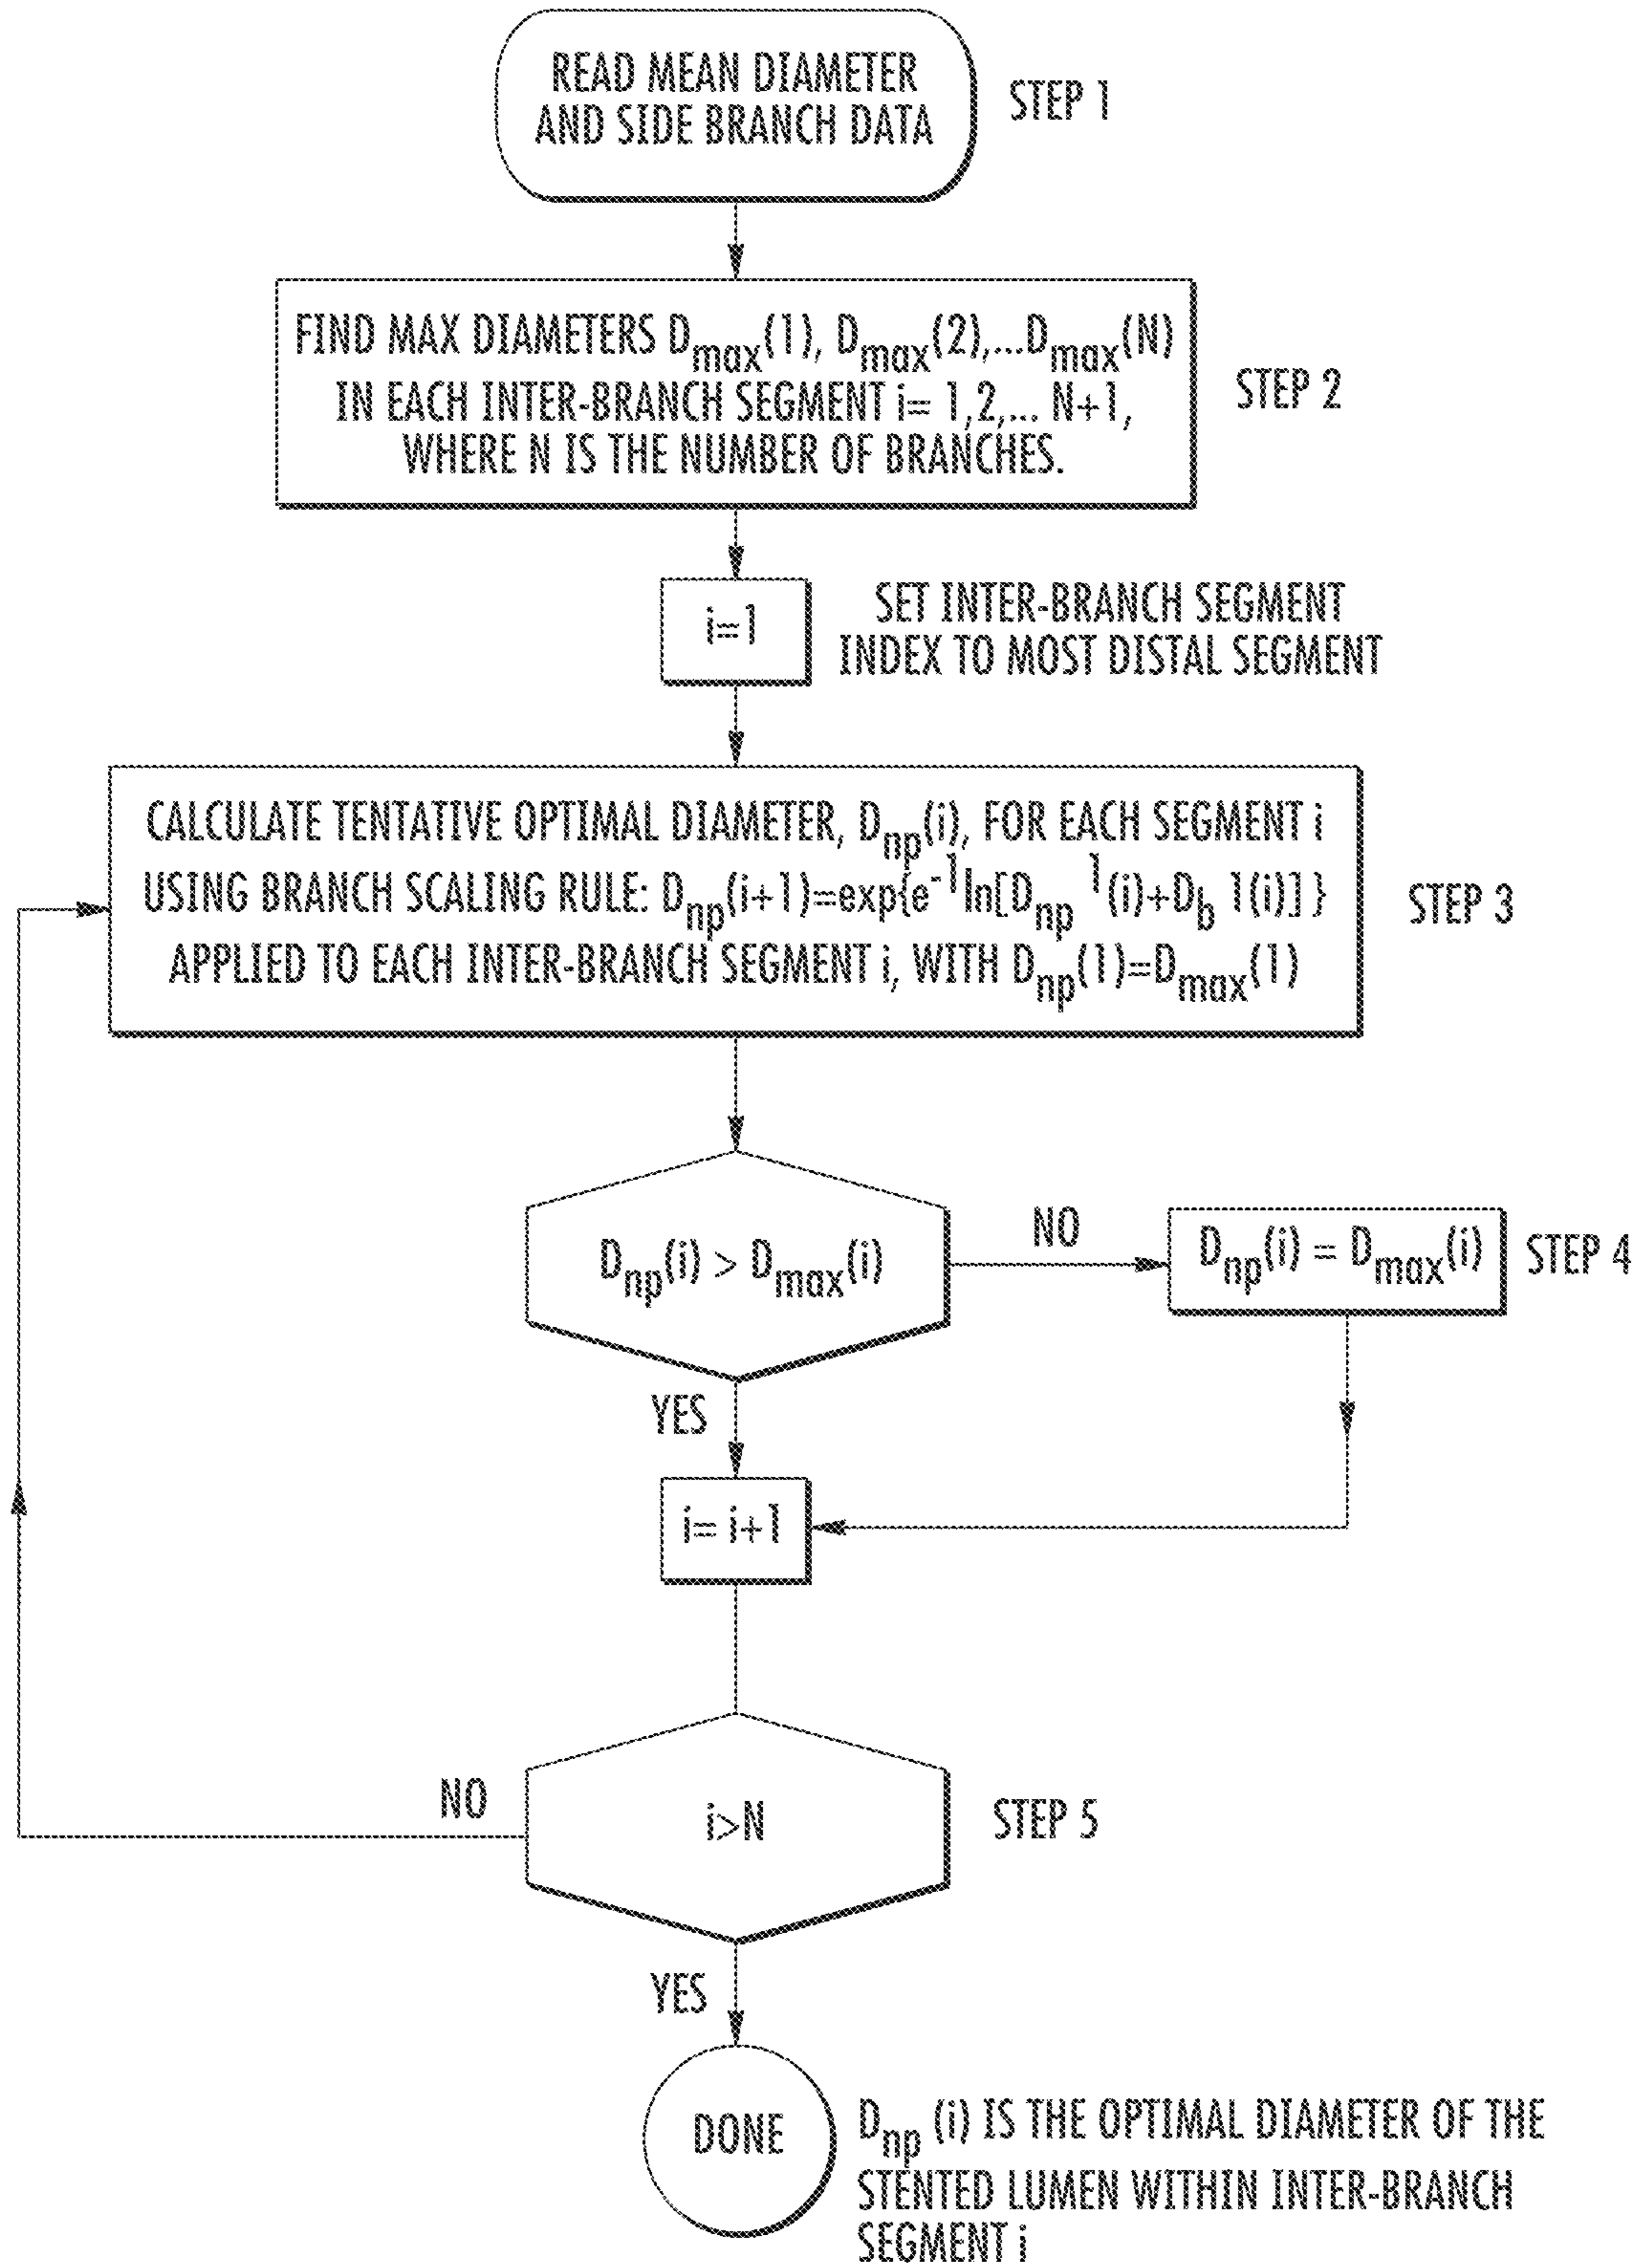 READ MEAN DIAMETER
AND SIDE BRANCH DATA
STEP 1
FIND MAX DIAMETERS Dmax(1), Dmax(2),...Dmax(N)
IN EACH INTER-BRANCH SEGMENT i= 1,2,... N+1,
WHERE N IS THE NUMBER OF BRANCHES.
STEP 2
i=1
SET INTER-BRANCH SEGMENT
INDEX TO MOST DISTAL SEGMENT
CALCULATE TENTATIVE OPTIMAL DIAMETER, Dnp(i), FOR EACH SEGMENT i
USING BRANCH SCALING RULE: Dnp(i+1)=exp{e^-1ln[Dnp^1(i)+Db 1(i)] }
APPLIED TO EACH INTER-BRANCH SEGMENT i, WITH Dnp(1)=Dmax(1)
STEP 3
Dnp(i) > Dmax(i)
NO
Dnp(i) = Dmax(i)
STEP 4
YES
i= i+1
NO
i>N
STEP 5
YES
DONE
Dnp (i) IS THE OPTIMAL DIAMETER OF THE
STENTED LUMEN WITHIN INTER-BRANCH
SEGMENT i